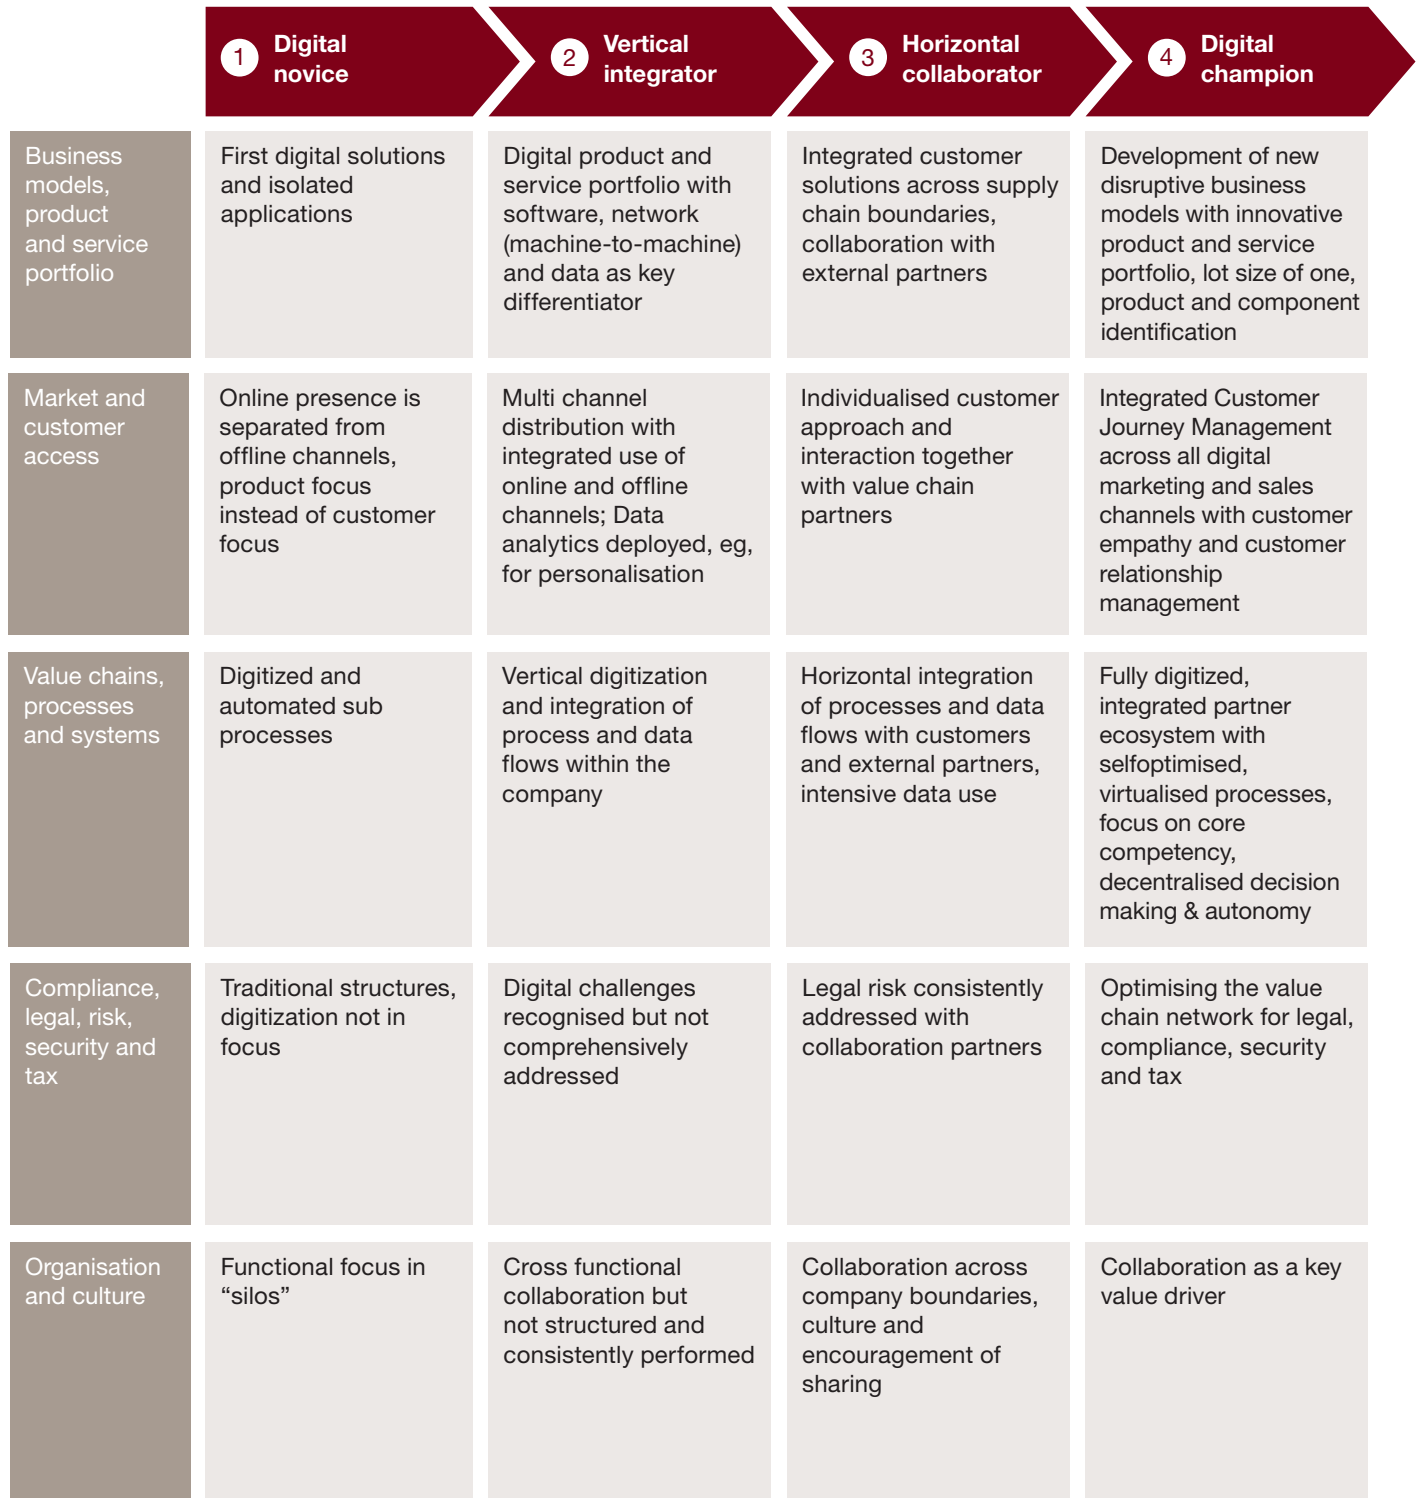 1
Digital
novice
2
Vertical
integrator
3
Horizontal
collaborator
4
Digital
champion
Business
models,
product
and service
portfolio
First digital solutions
and isolated
applications
Digital product and
service portfolio with
software, network
(machine-to-machine)
and data as key
differentiator
Integrated customer
solutions across supply
chain boundaries,
collaboration with
external partners
Development of new
disruptive business
models with innovative
product and service
portfolio, lot size of one,
product and component
identification
Market and
customer
access
Online presence is
separated from
offline channels,
product focus
instead of customer
focus
Multi channel
distribution with
integrated use of
online and offline
channels; Data
analytics deployed, eg,
for personalisation
Individualised customer
approach and
interaction together
with value chain
partners
Integrated Customer
Journey Management
across all digital
marketing and sales
channels with customer
empathy and customer
relationship
management
Value chains,
processes
and systems
Digitized and
automated sub
processes
Vertical digitization
and integration of
process and data
flows within the
company
Horizontal integration
of processes and data
flows with customers
and external partners,
intensive data use
Fully digitized,
integrated partner
ecosystem with
selfoptimised,
virtualised processes,
focus on core
competency,
decentralised decision
making & autonomy
Compliance,
legal, risk,
security and
tax
Traditional structures,
digitization not in
focus
Digital challenges
recognised but not
comprehensively
addressed
Legal risk consistently
addressed with
collaboration partners
Optimising the value
chain network for legal,
compliance, security
and tax
Organisation
and culture
Functional focus in
“silos”
Cross functional
collaboration but
not structured and
consistently performed
Collaboration across
company boundaries,
culture and
encouragement of
sharing
Collaboration as a key
value driver